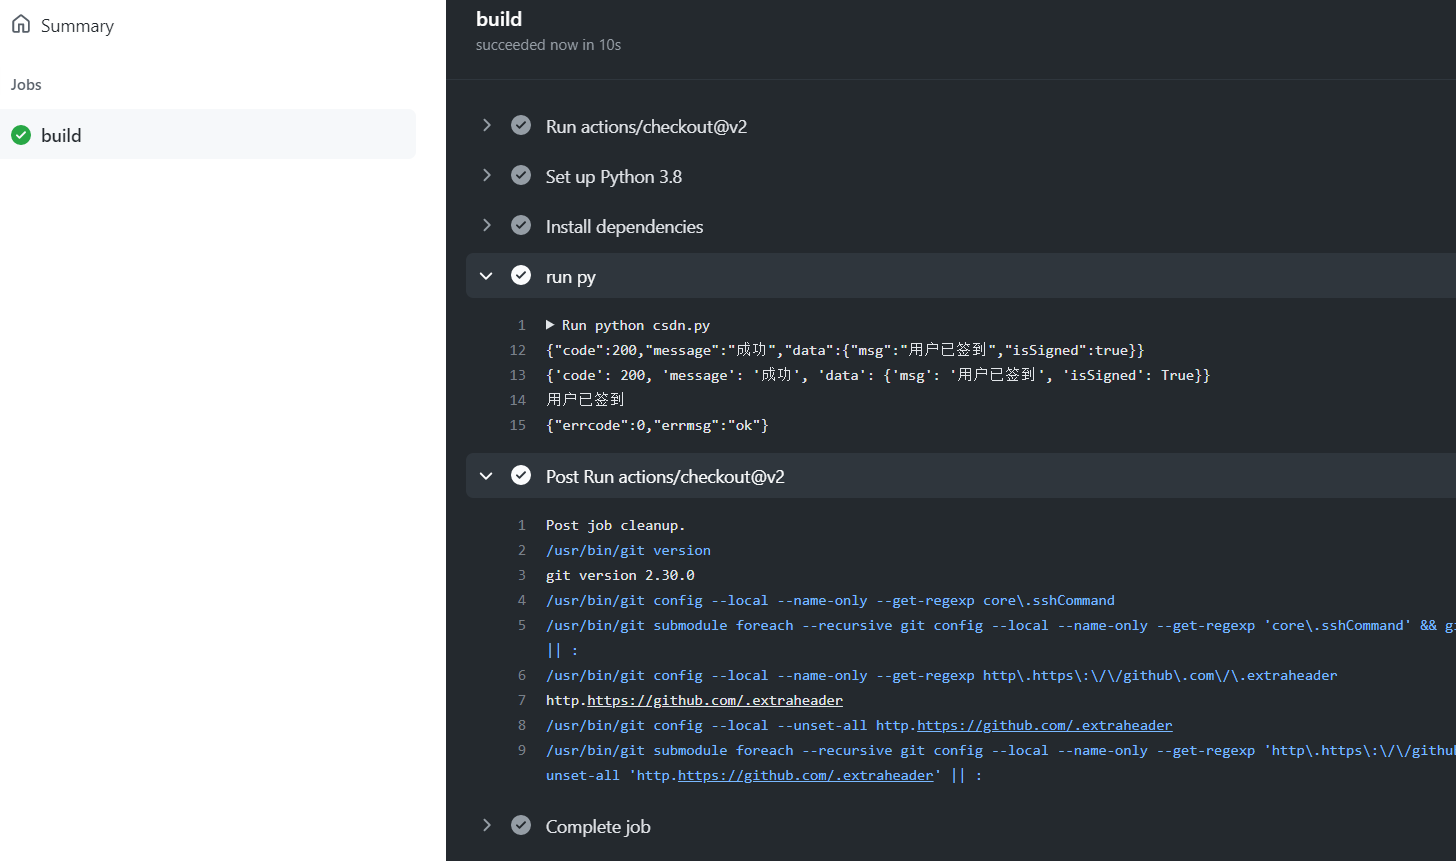 Summary
Jobs
build
build
succeeded now in 10s
Run actions/checkout@v2
Set up Python 3.8
Install dependencies
run py
1 ▶ Run python csdn.py
12 {"code":200,"message":"成功","data":{"msg":"用户已签到","isSigned":true}}
13 {'code': 200, 'message': '成功', 'data': {'msg': '用户已签到', 'isSigned': True}}
14 用户已签到
15 {"errcode":0,"errmsg":"ok"}
Post Run actions/checkout@v2
1 Post job cleanup.
2 /usr/bin/git version
3 git version 2.30.0
4 /usr/bin/git config --local --name-only --get-regexp core\.sshCommand
5 /usr/bin/git submodule foreach --recursive git config --local --name-only --get-regexp 'core\.sshCommand' &&
|| :
6 /usr/bin/git config --local --name-only --get-regexp http\.https\:\/\/github\.com\/\.extraheader
7 http.https://github.com/.extraheader
8 /usr/bin/git config --local --unset-all http.https://github.com/.extraheader
9 /usr/bin/git submodule foreach --recursive git config --local --name-only --get-regexp 'http\.https\:\/\/github
unset-all 'http.https://github.com/.extraheader' || :
Complete job